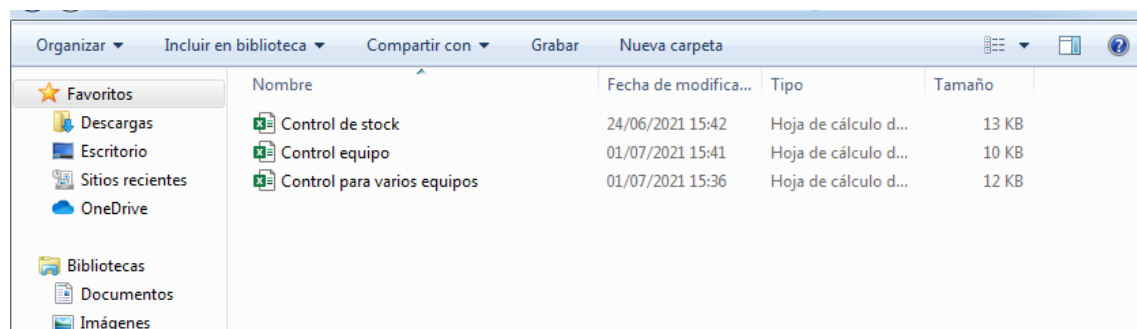 Organizar Incluir en biblioteca Compartir con Grabar Nueva carpeta
Favoritos
Descargas
Escritorio
Sitios recientes
OneDrive
Bibliotecas
Documentos
Imágenes
Nombre Fecha de modifica... Tipo Tamaño
Control de stock 24/06/2021 15:42 Hoja de cálculo d... 13 KB
Control equipo 01/07/2021 15:41 Hoja de cálculo d... 10 KB
Control para varios equipos 01/07/2021 15:36 Hoja de cálculo d... 12 KB